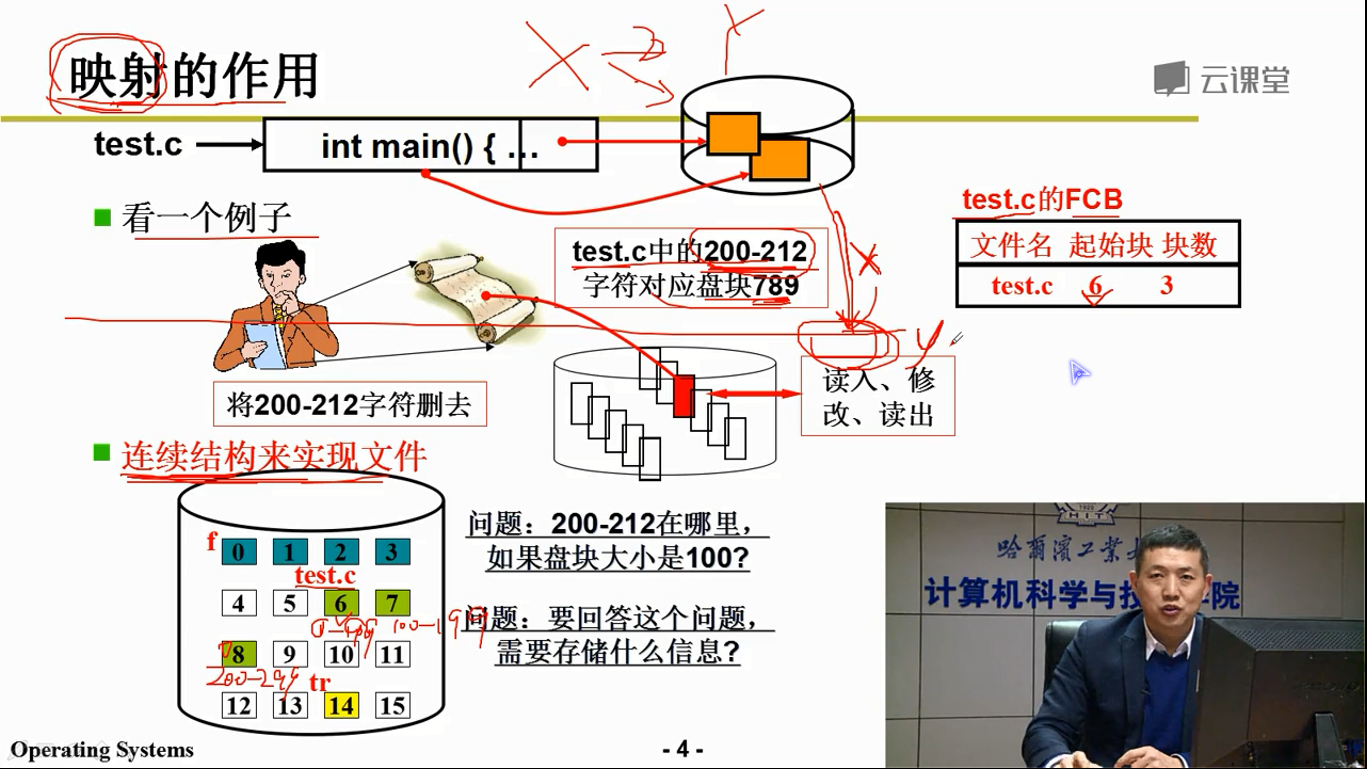 映射的作用
云课堂
X → Y
test.c
int main() { ...
看一个例子
test.c中的200-212
字符对应盘块789
test.c的FCB
文件名 起始块 块数
test.c 6 3
将200-212字符删去
读入、修
改、读出
连续结构来实现文件
f
0 1 2 3
test.c
4 5 6 7
0-99 100-199
8 9 10 11
200-299 tr
12 13 14 15
问题：200-212在哪里，
如果盘块大小是100?
问题：要回答这个问题，
需要存储什么信息?
HIT
哈爾濱工業大
计算机科学与技 学院
Operating Systems
- 4 -